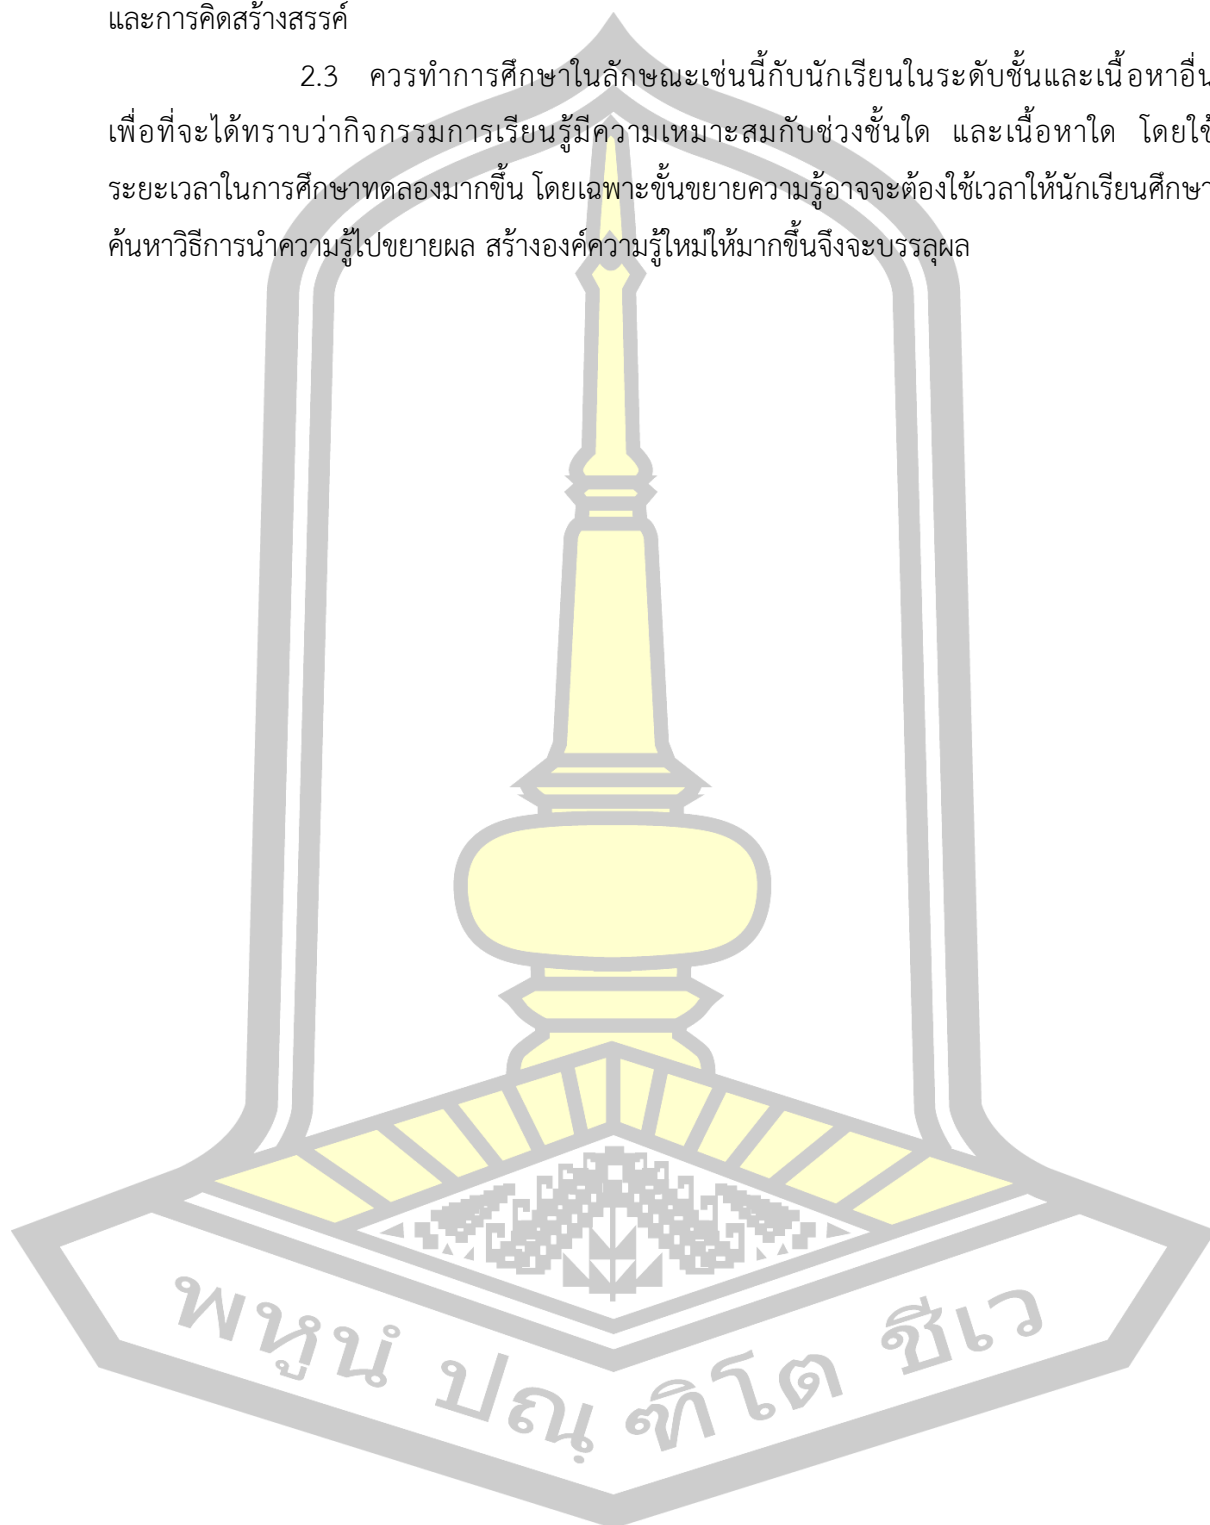 และการคิดสร้างสรรค์
2.3 ควรทำการศึกษาในลักษณะเช่นนี้กับนักเรียนในระดับชั้นและเนื้อหาอื่น
เพื่อที่จะได้ทราบว่ากิจกรรมการเรียนรู้มีความเหมาะสมกับช่วงชั้นใด และเนื้อหาใด โดยใช้
ระยะเวลาในการศึกษาทดลองมากขึ้น โดยเฉพาะขั้นขยายความรู้อาจจะต้องใช้เวลาให้นักเรียนศึกษา
ค้นหาวิธีการนำความรู้ไปขยายผล สร้างองค์ความรู้ใหม่ให้มากขึ้นจึงจะบรรลุผล
พหูนํ ปณฺฑิโต ชีเว